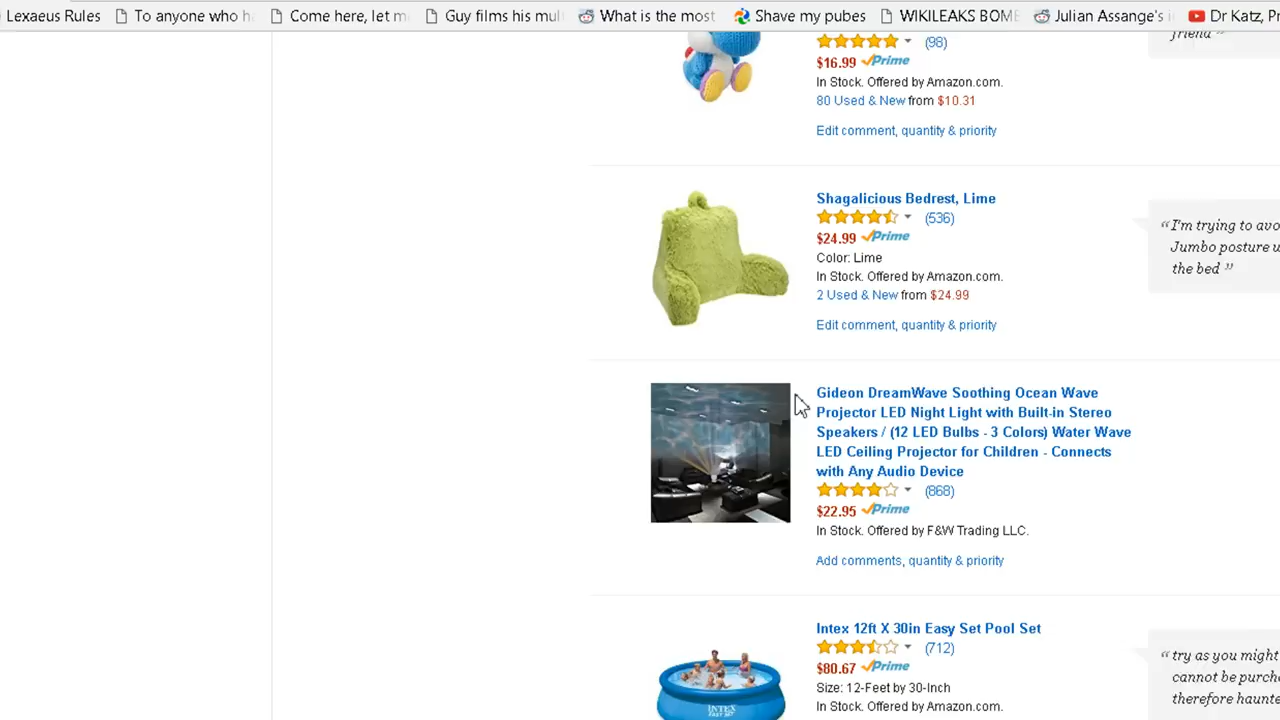 Lexaeus Rules To anyone who h Come here, let m Guy films his mul What is the most Shave my pubes WIKILEAKS BOM Julian Assange's i Dr Katz, P
friend ”
(98)
$16.99 Prime
In Stock. Offered by Amazon.com.
80 Used & New from $10.31
Edit comment, quantity & priority
Shagalicious Bedrest, Lime
(536)
$24.99 Prime
Color: Lime
In Stock. Offered by Amazon.com.
2 Used & New from $24.99
Edit comment, quantity & priority
“ I'm trying to avo
Jumbo posture w
the bed ”
Gideon DreamWave Soothing Ocean Wave
Projector LED Night Light with Built-in Stereo
Speakers / (12 LED Bulbs - 3 Colors) Water Wave
LED Ceiling Projector for Children - Connects
with Any Audio Device
(868)
$22.95 Prime
In Stock. Offered by F&W Trading LLC.
Add comments, quantity & priority
Intex 12ft X 30in Easy Set Pool Set
(712)
$80.67 Prime
Size: 12-Feet by 30-Inch
In Stock. Offered by Amazon.com.
“ try as you might
cannot be purch
therefore haunte
INTEX
EASY SET